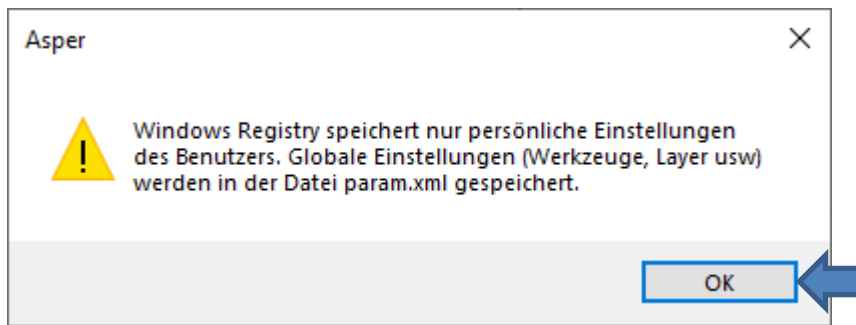 Asper
Windows Registry speichert nur persönliche Einstellungen
des Benutzers. Globale Einstellungen (Werkzeuge, Layer usw)
werden in der Datei param.xml gespeichert.
OK